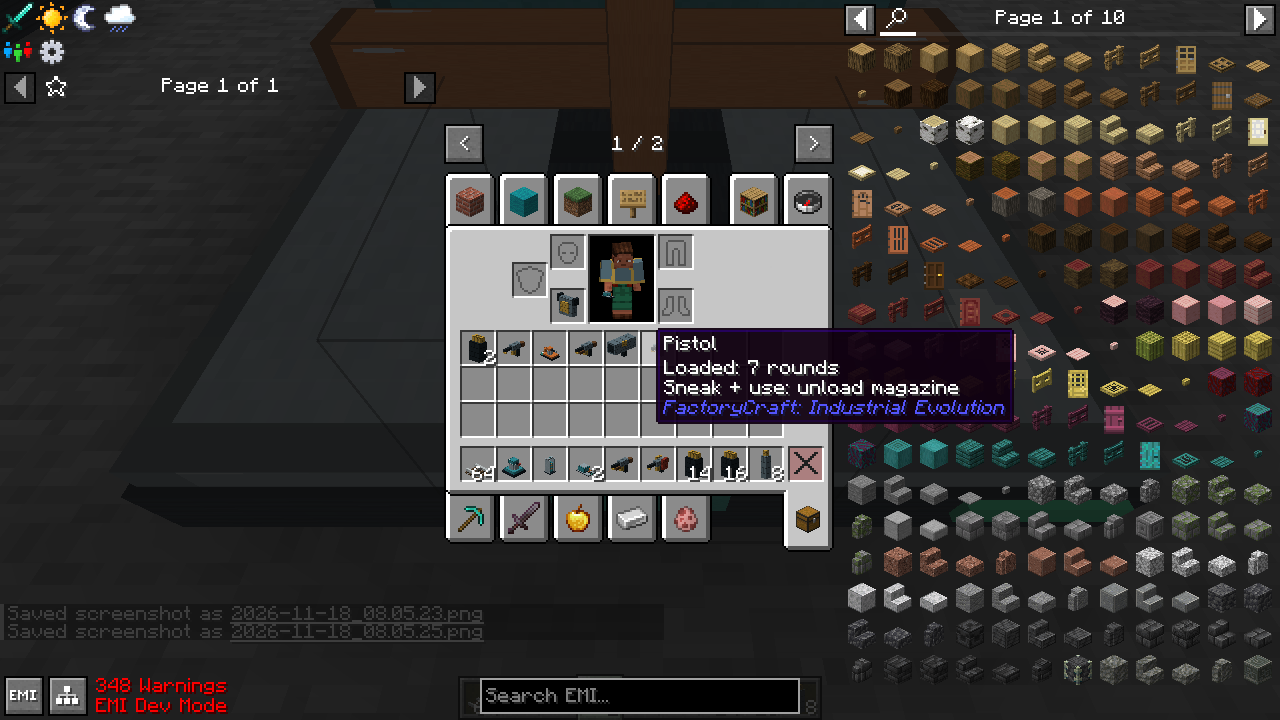 Page 1 of 10
Page 1 of 1
< 1 / 2 >
Pistol
Loaded: 7 rounds
Sneak + use: unload magazine
FactoryCraft: Industrial Evolution
2
64
2
14
16
8
Saved screenshot as 2026-11-18_08.05.23.png
Saved screenshot as 2026-11-18_08.05.25.png
EMI
348 Warnings
EMI Dev Mode
Search EMI...
8